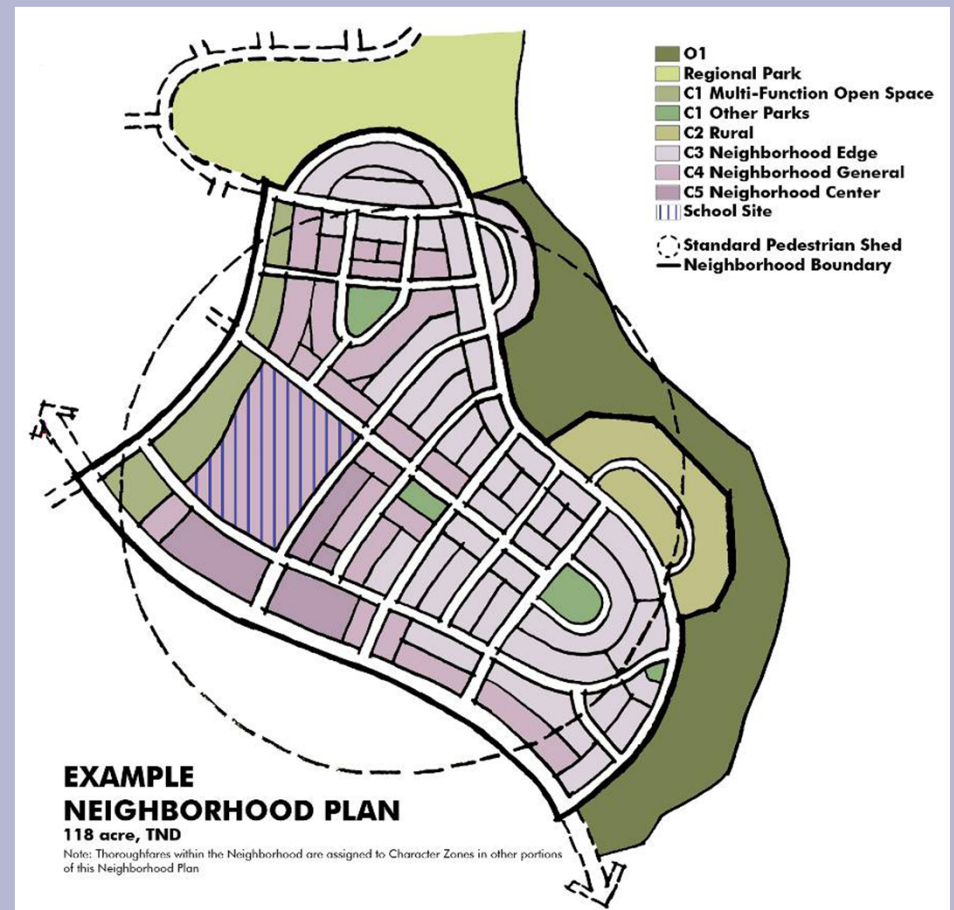 O1
Regional Park
C1 Multi-Function Open Space
C1 Other Parks
C2 Rural
C3 Neighborhood Edge
C4 Neighborhood General
C5 Neighorhood Center
School Site
Standard Pedestrian Shed
Neighborhood Boundary
EXAMPLE
NEIGHBORHOOD PLAN
118 acre, TND
Note: Thoroughfares within the Neighborhood are assigned to Character Zones in other portions
of this Neighborhood Plan